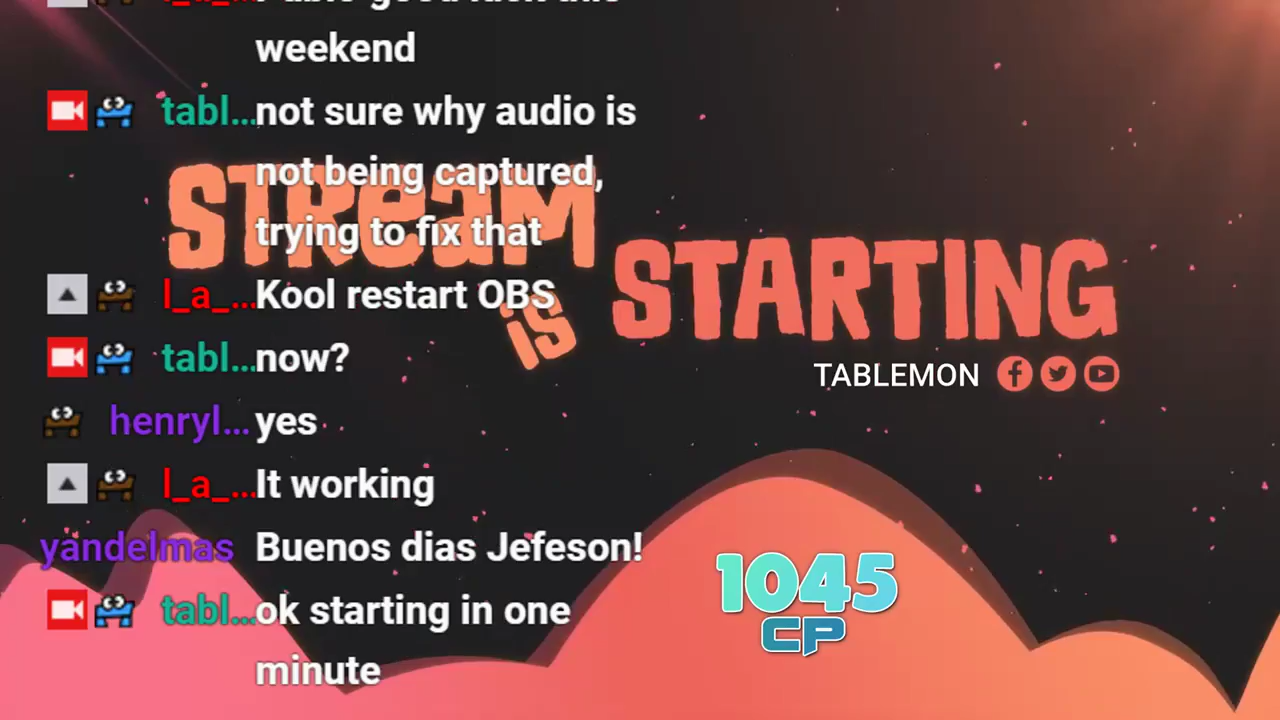 weekend
tabl... not sure why audio is
not being captured,
trying to fix that
STReaM
is
STARTING
TABLEMON
l_a_... Kool restart OBS
tabl... now?
henryl... yes
l_a_... It working
yandelmas Buenos dias Jefeson!
tabl... ok starting in one
minute
1045
CP